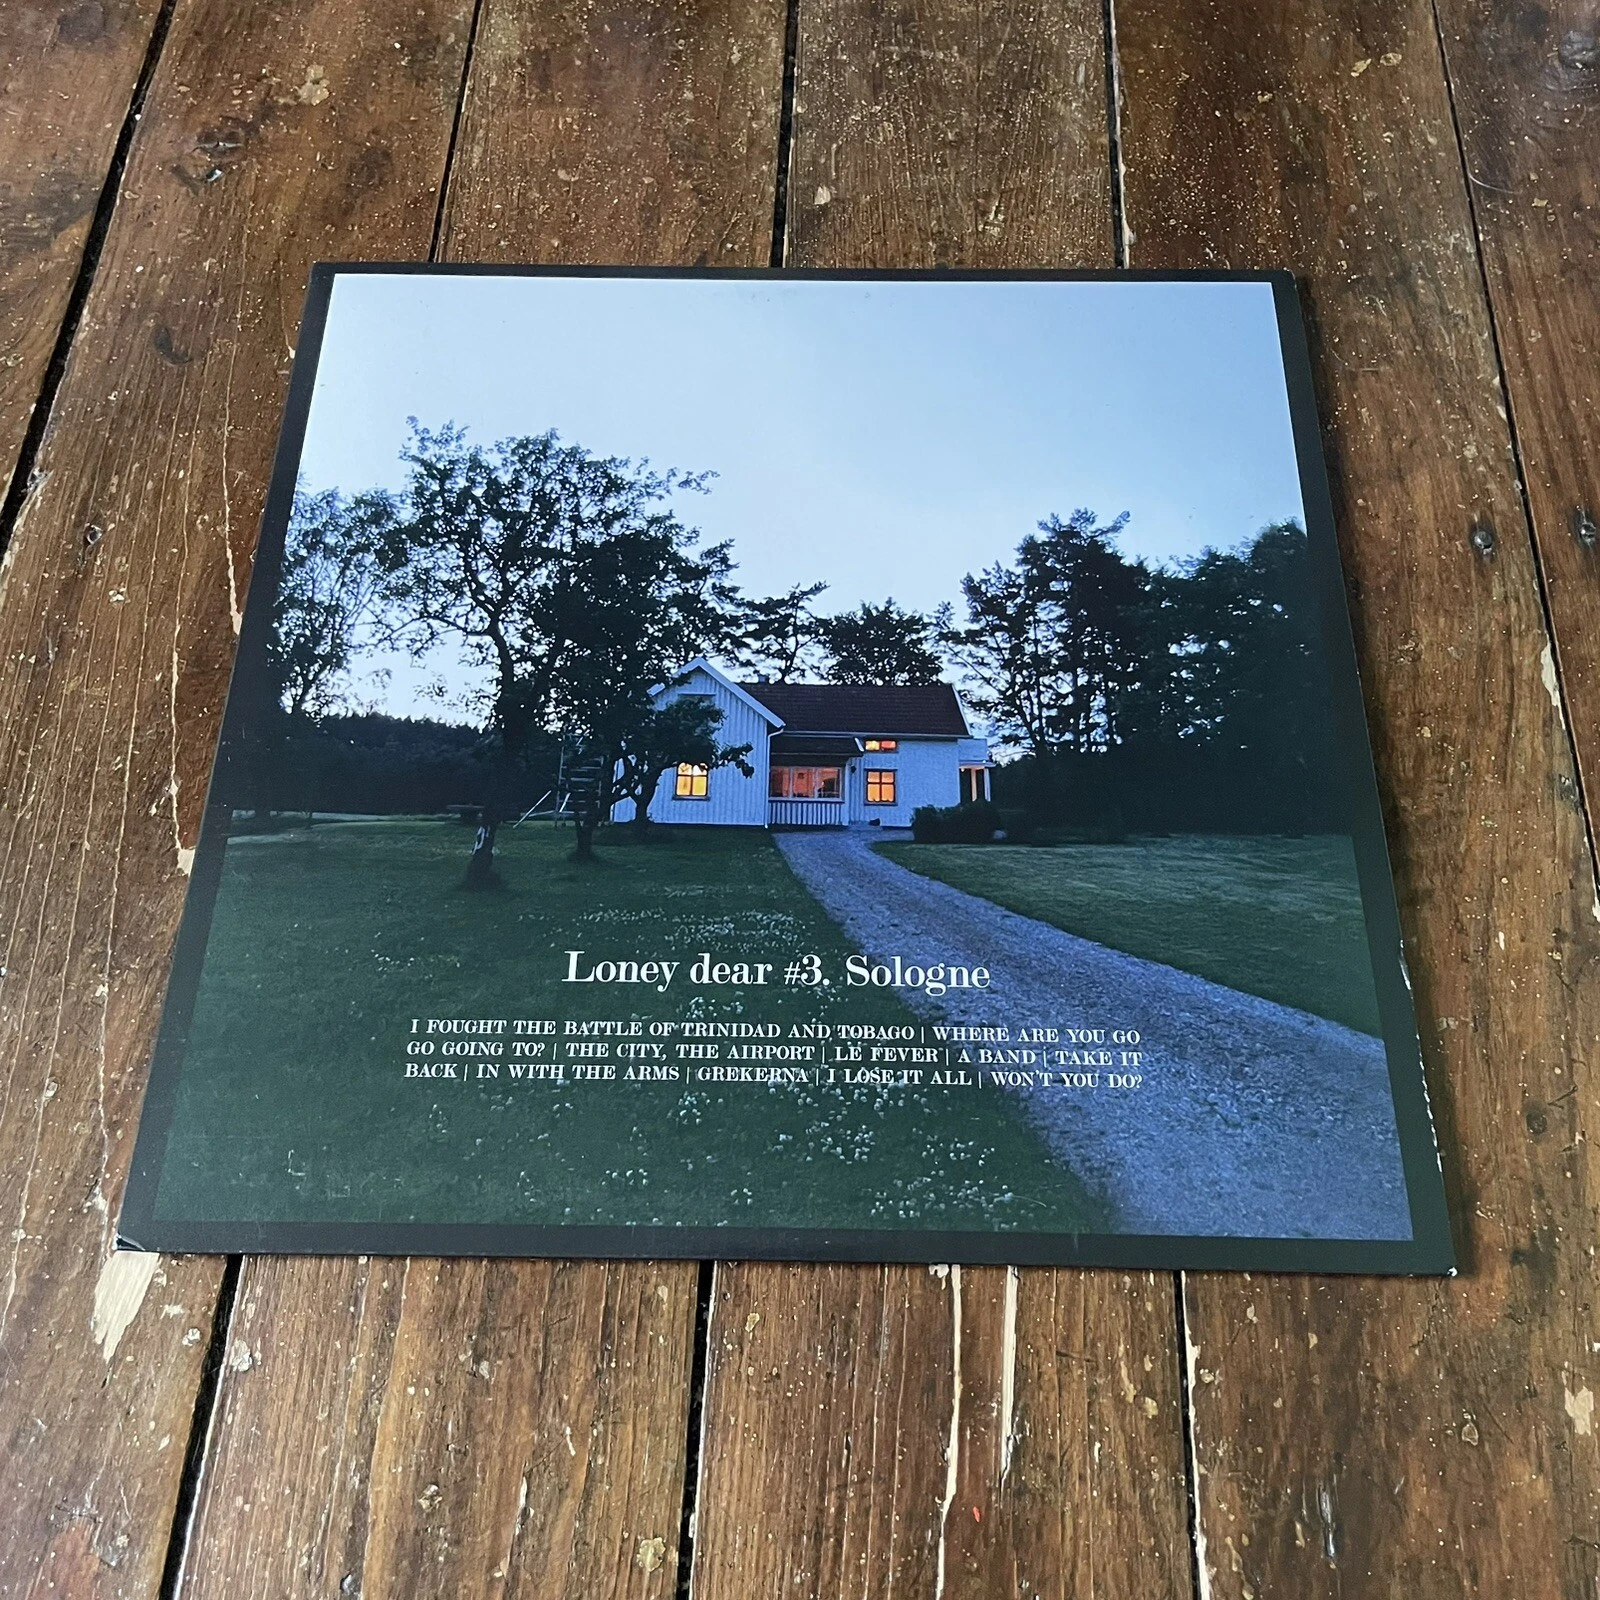 Loney dear #3. Sologne
I FOUGHT THE BATTLE OF TRINIDAD AND TOBAGO | WHERE ARE YOU GO
GO GOING TO? | THE CITY, THE AIRPORT | LE FEVER | A BAND | TAKE IT
BACK | IN WITH THE ARMS | GREKERNA | I LOSE IT ALL | WON'T YOU DO?